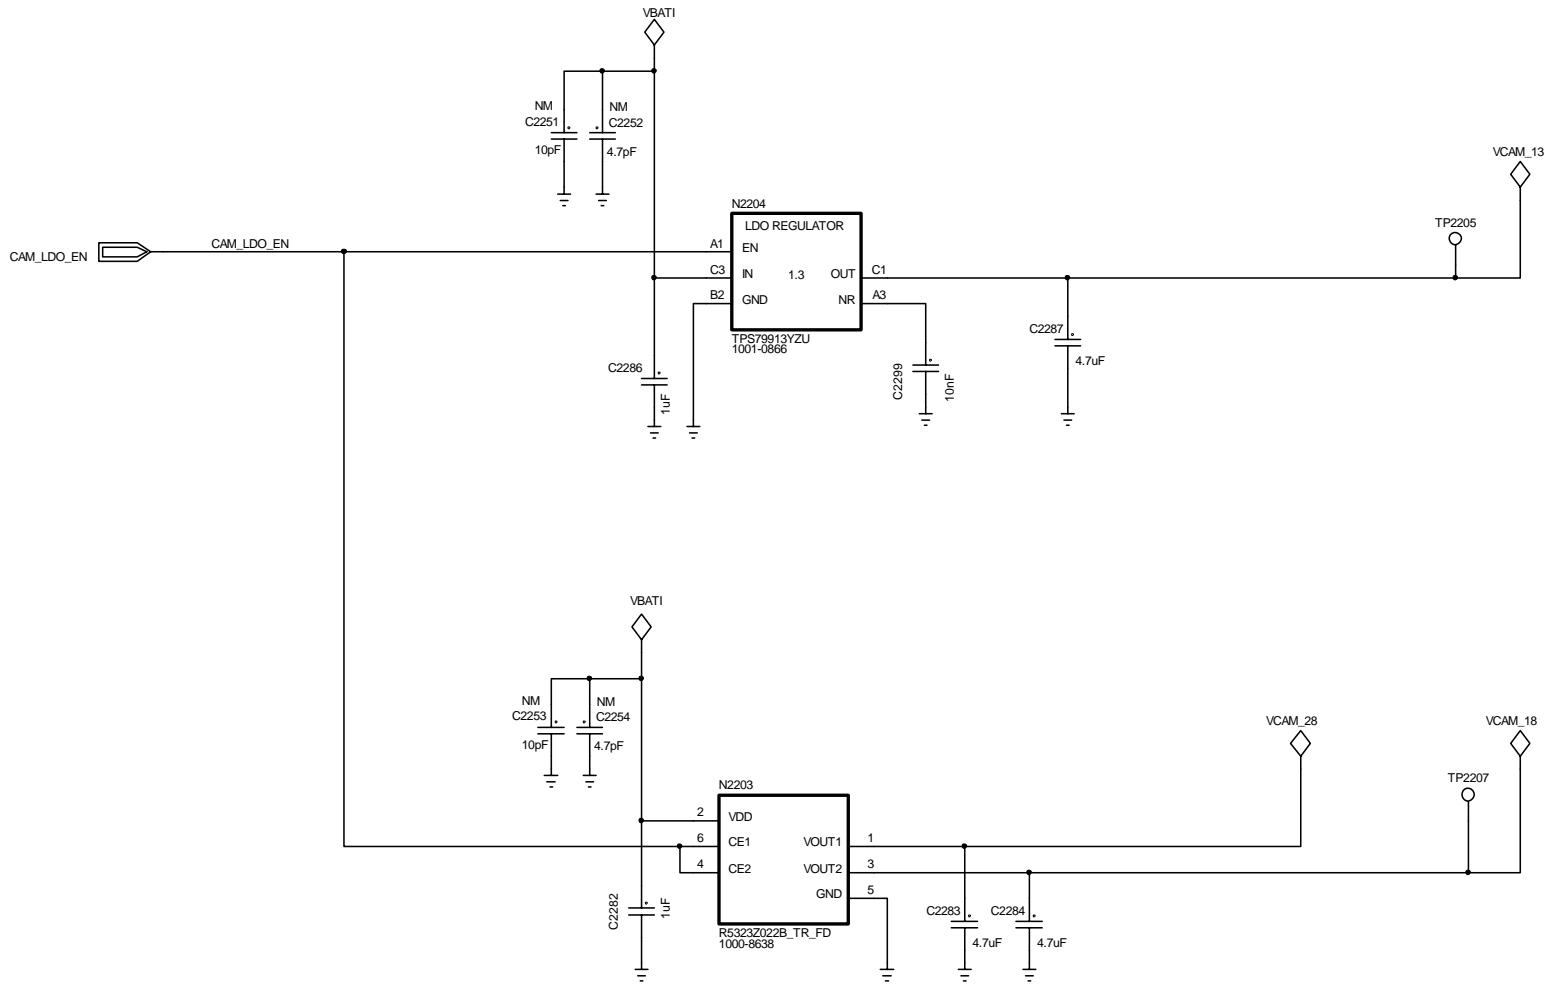 VBATI
NM
C2251
10pF
NM
C2252
4.7pF
VCAM_13
TP2205
N2204
LDO REGULATOR
CAM_LDO_EN
CAM_LDO_EN
A1
EN
C3
IN
1.3
OUT
C1
B2
GND
NR
A3
TPS79913YZU
1001-0866
C2286
1uF
C2299
10nF
C2287
4.7uF
VBATI
NM
C2253
10pF
NM
C2254
4.7pF
VCAM_28
VCAM_18
TP2207
N2203
2
VDD
6
CE1
VOUT1
1
4
CE2
VOUT2
3
GND
5
C2282
1uF
R5323Z022B_TR_FD
1000-8638
C2283
4.7uF
C2284
4.7uF